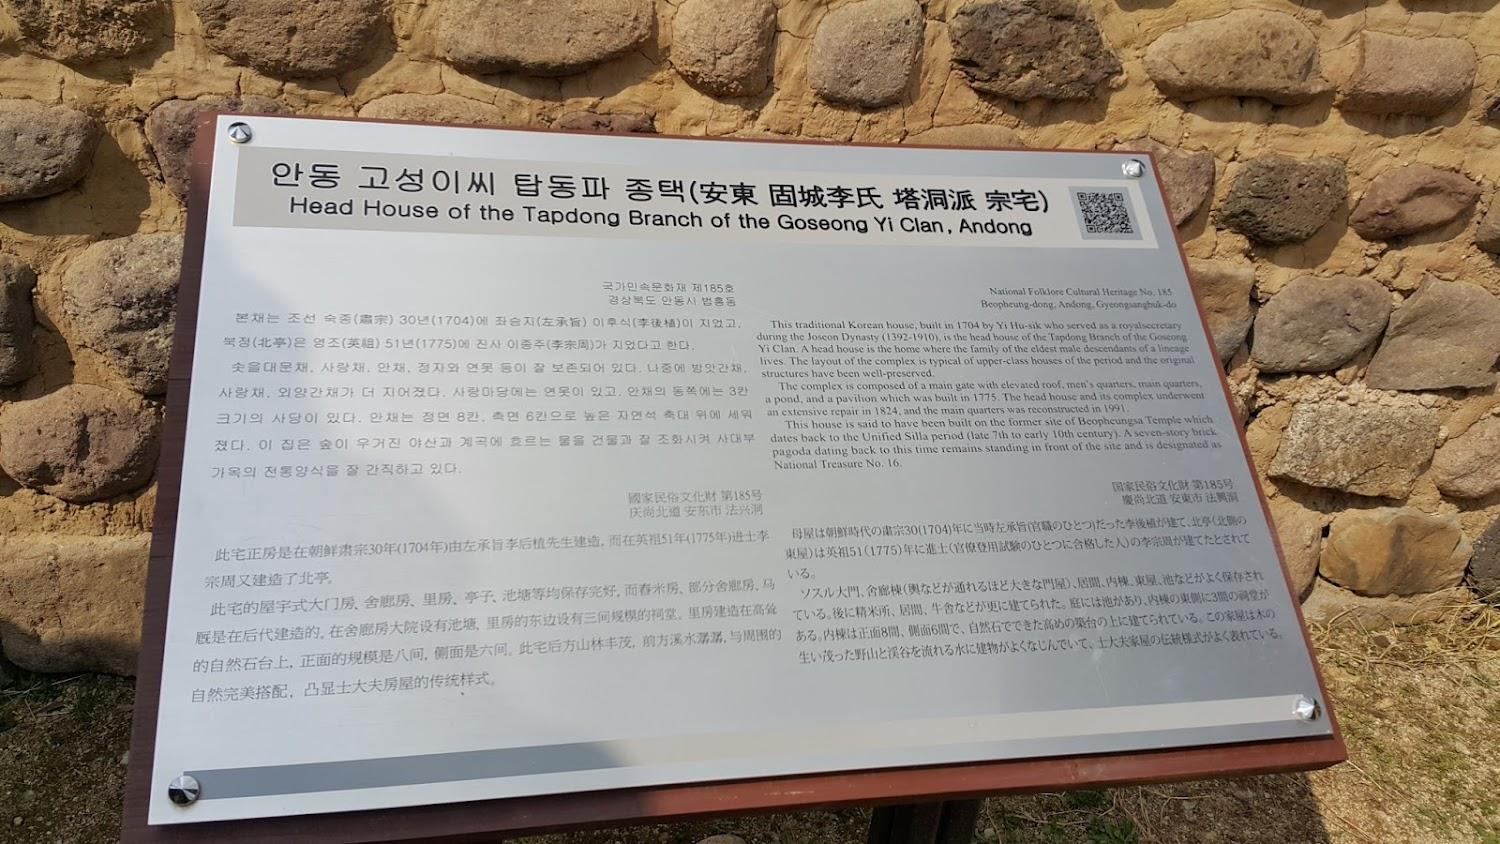 안동 고성이씨 탑동파 종택(安東 固城李氏 塔洞派 宗宅)
Head House of the Tapdong Branch of the Goseong Yi Clan, Andong
국가민속문화재 제185호
경상북도 안동시 법흥동
본채는 조선 숙종(肅宗) 30년(1704)에 좌승지(左承旨) 이후식(李後植)이 지었고,
북정(北亭)은 영조(英祖) 51년(1775)에 진사 이종주(李宗周)가 지었다고 한다.
솟을대문채, 사랑채, 안채, 정자와 연못 등이 잘 보존되어 있다. 나중에 방앗간채,
사랑채, 외양간채가 더 지어졌다. 사랑마당에는 연못이 있고, 안채의 동쪽에는 3칸
크기의 사당이 있다. 안채는 정면 8칸, 측면 6칸으로 높은 자연석 축대 위에 세워
졌다. 이 집은 숲이 우거진 야산과 계곡에 흐르는 물을 건물과 잘 조화시켜 사대부
가옥의 전통양식을 잘 간직하고 있다.
National Folklore Cultural Heritage No. 185
Beopheung-dong, Andong, Gyeongsangbuk-do
This traditional Korean house, built in 1704 by Yi Hu-sik who served as a royalsecretary
during the Joseon Dynasty (1392-1910), is the head house of the Tapdong Branch of the Goseong
Yi Clan. A head house is the home where the family of the eldest male descendants of a lineage
lives. The layout of the complex is typical of upper-class houses of the period and the original
structures have been well-preserved.
The complex is composed of a main gate with elevated roof, men's quarters, main quarters,
a pond, and a pavilion which was built in 1775. The head house and its complex underwent
an extensive repair in 1824, and the main quarters was reconstructed in 1991.
This house is said to have been built on the former site of Beopheungsa Temple which
dates back to the Unified Silla period (late 7th to early 10th century). A seven-story brick
pagoda dating back to this time remains standing in front of the site and is designated as
National Treasure No. 16.
國家民俗文化財 第185号
庆尚北道 安东市 法兴洞
此宅正房是在朝鲜肃宗30年(1704年)由左承旨李后植先生建造, 而在英祖51年(1775年)进士李
宗周又建造了北亭。
此宅的屋宇式大门房、舍廊房、里房、亭子、池塘等均保存完好, 而舂米房、部分舍廊房、马
厩是在后代建造的, 在舍廊房大院设有池塘, 里房的东边设有三间规模的祠堂。里房建造在高耸
的自然石台上, 正面的规模是八间, 侧面是六间。此宅后方山林丰茂, 前方溪水潺潺, 与周围的
自然完美搭配, 凸显士大夫房屋的传统样式。
国家民俗文化財 第185号
慶尚北道 安東市 法興洞
母屋は朝鮮時代の肅宗30(1704)年に当時左承旨(官職のひとつ)だった李後植が建て、北亭(北側の
東屋)は英祖51(1775)年に進士(官僚登用試験のひとつに合格した人)の李宗周が建てたとされて
いる。
ソスル大門、舍廊棟(輿などが通れるほど大きな門屋)、居間、内棟、東屋、池などがよく保存され
ている。後に精米所、居間、牛舎などが更に建てられた。庭には池があり、内棟の東側に3間の祠堂が
ある。内棟は正面8間、側面6間で、自然石でできた高めの築台の上に建てられている。この家屋は木の
生い茂った野山と渓谷を流れる水に建物がよくなじんでいて、士大夫家屋の伝統様式がよく表れている。